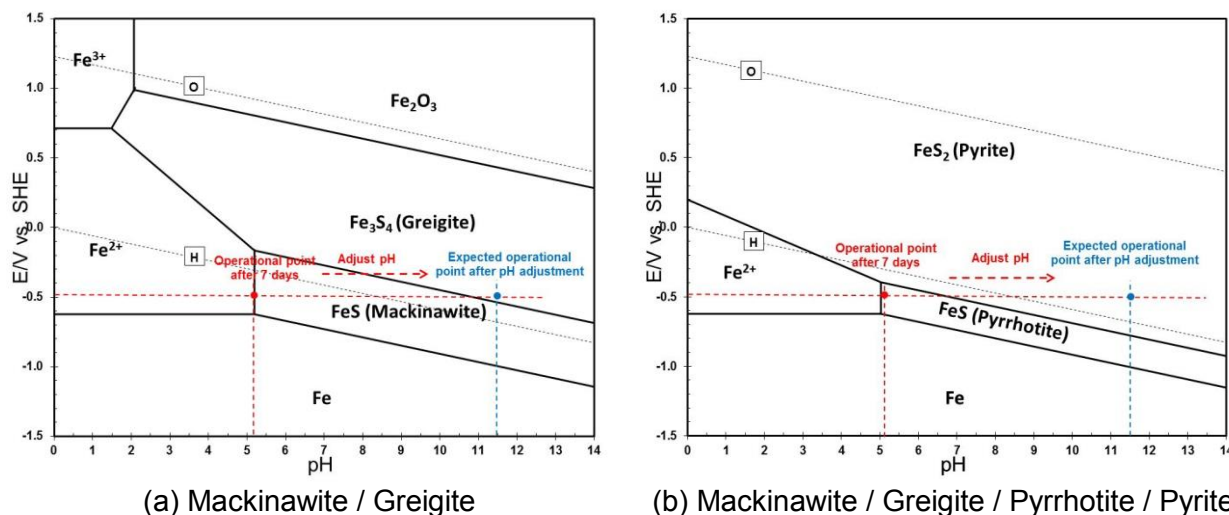 1.5
1.0
0.5
0.0
-0.5
-1.0
-1.5
E/V vs. SHE
Fe3+
O
Fe2O3
Fe3S4 (Greigite)
Fe2+
H
Operational point
after 7 days
Adjust pH
Expected operational
point after pH adjustment
FeS (Mackinawite)
Fe
0 1 2 3 4 5 6 7 8 9 10 11 12 13 14
pH
(a) Mackinawite / Greigite
1.5
1.0
0.5
0.0
-0.5
-1.0
-1.5
E/V vs. SHE
O
FeS2 (Pyrite)
H
Fe2+
Operational point
after 7 days
Adjust pH
Expected operational
point after pH adjustment
FeS (Pyrrhotite)
Fe
0 1 2 3 4 5 6 7 8 9 10 11 12 13 14
pH
(b) Mackinawite / Greigite / Pyrrhotite / Pyrite